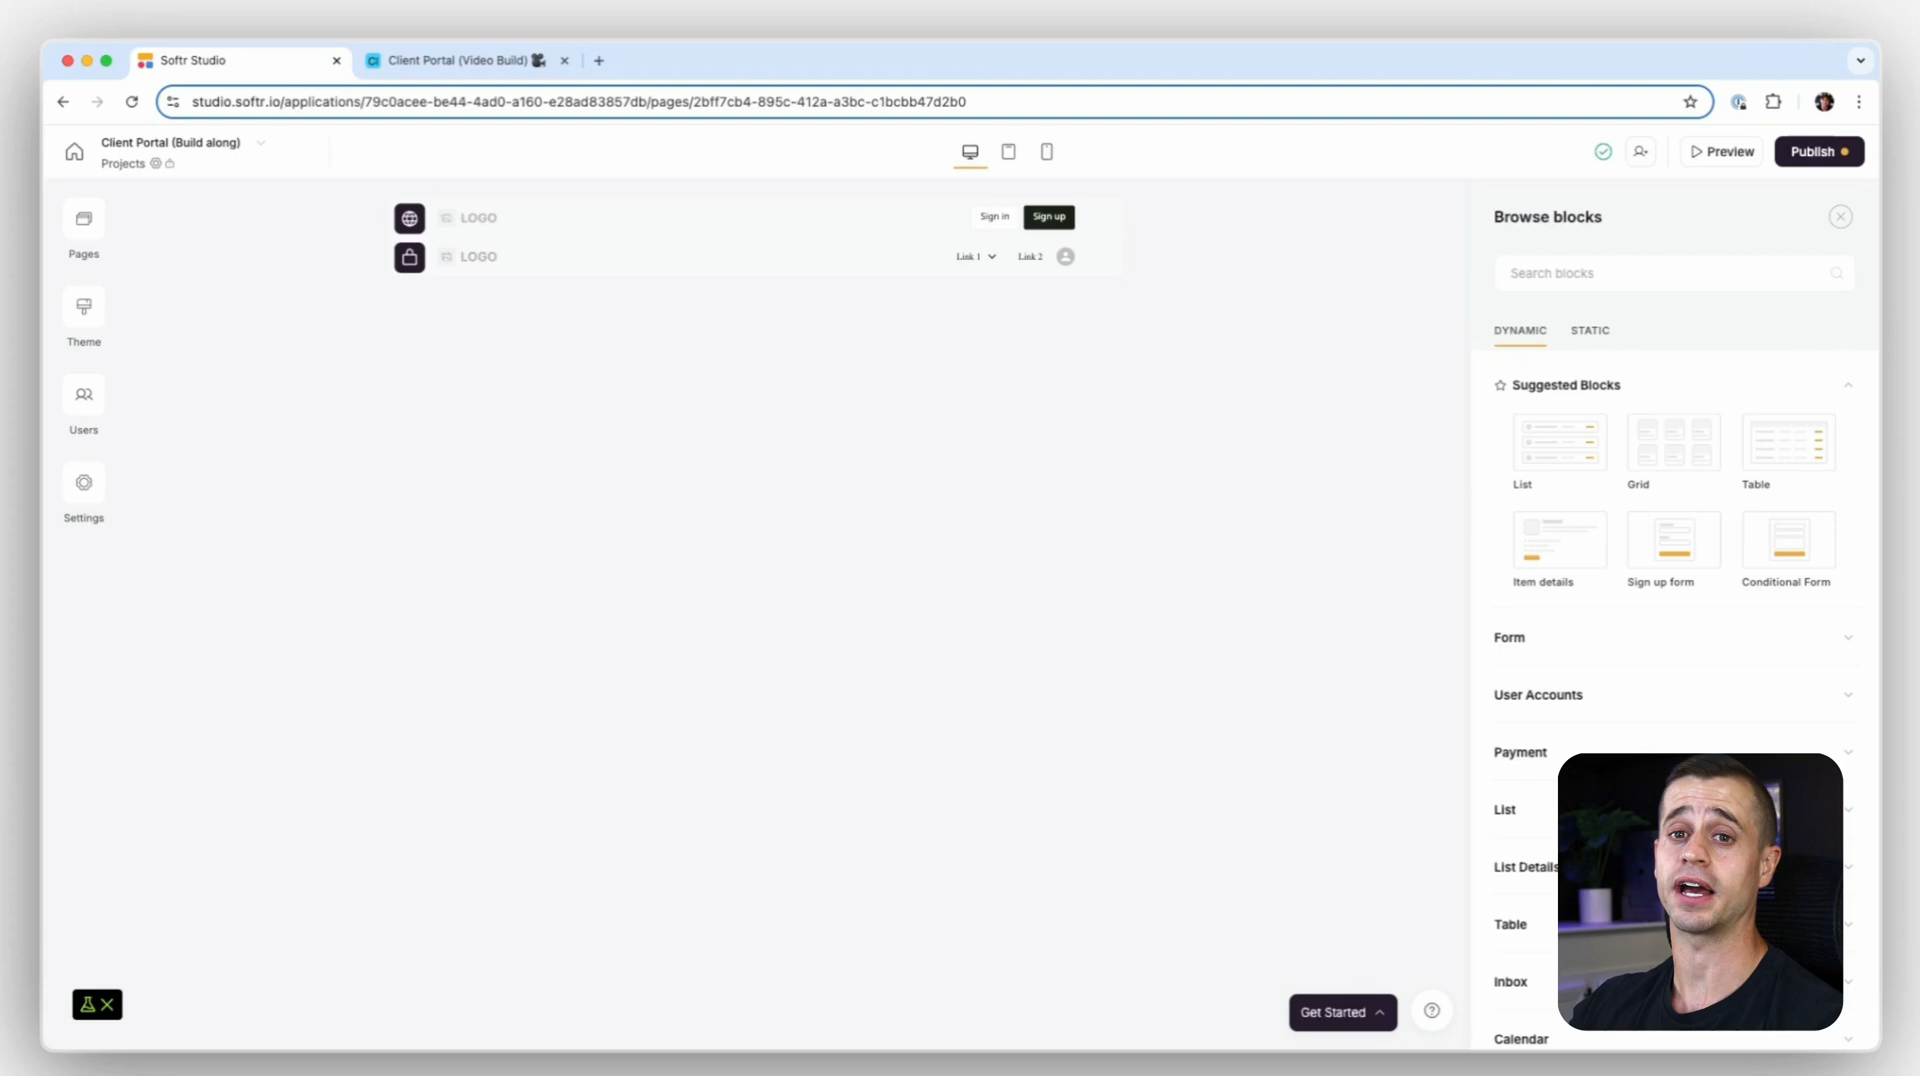 Softr Studio
Client Portal (Video Build)
studio.softr.io/applications/79c0acee-be44-4ad0-a160-e28ad83857db/pages/2bff7cb4-895c-412a-a3bc-c1bcbb47d2b0
Client Portal (Build along)
Projects
Preview
Publish
Pages
Theme
Users
Settings
LOGO
Sign in
Sign up
LOGO
Link 1
Link 2
Browse blocks
Search blocks
DYNAMIC
STATIC
Suggested Blocks
List
Grid
Table
Item details
Sign up form
Conditional Form
Form
User Accounts
Payment
List
List Details
Table
Inbox
Calendar
Get Started